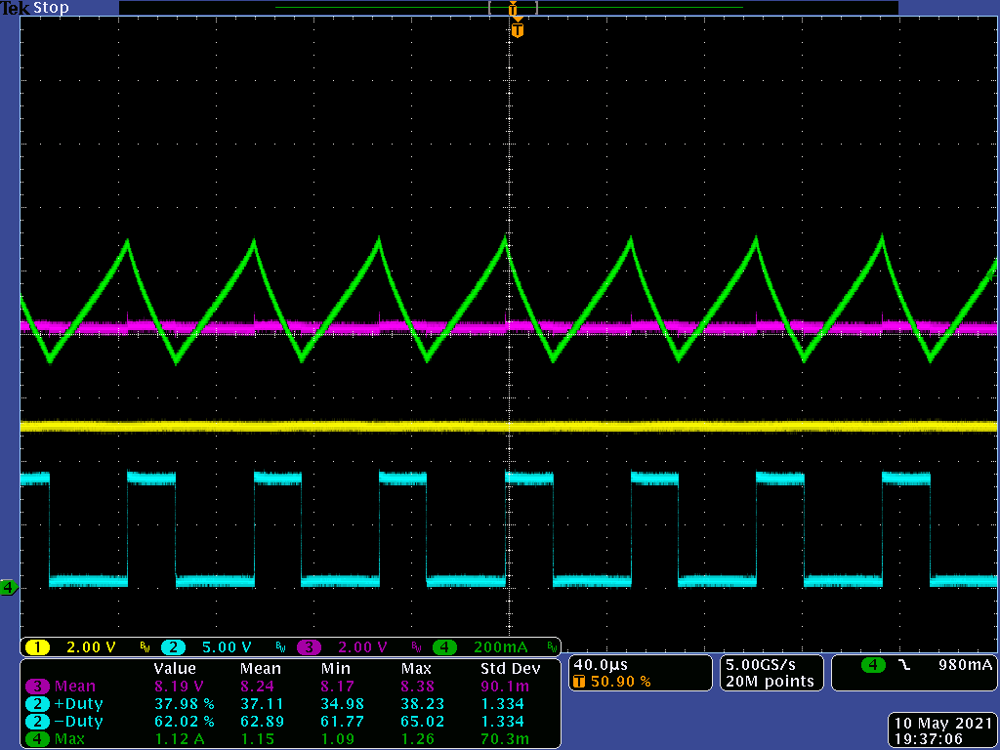 Tek Stop
T
T
4
1 2.00 V BW 2 5.00 V BW 3 2.00 V BW 4 200mA BW
Value Mean Min Max Std Dev
3 Mean 8.19 V 8.24 8.17 8.38 90.1m
2 +Duty 37.98 % 37.11 34.98 38.23 1.334
2 −Duty 62.02 % 62.89 61.77 65.02 1.334
4 Max 1.12 A 1.15 1.09 1.26 70.3m
40.0µs
T 50.90 %
5.00GS/s
20M points
4 980mA
10 May 2021
19:37:06